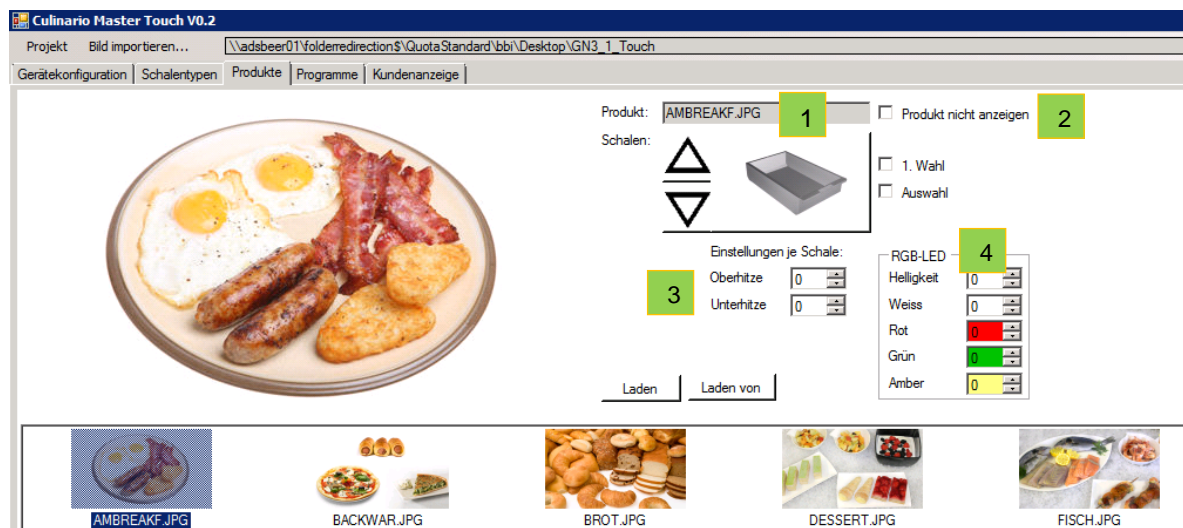 Culinario Master Touch V0.2
Projekt Bild importieren... \\adsbeer01\folderredirection$\QuotaStandard\bbi\Desktop\GN3_1_Touch
Gerätekonfiguration Schalentypen Produkte Programme Kundenanzeige
Produkt: AMBREAKF.JPG 1 Produkt nicht anzeigen 2
Schalen:
1. Wahl
Auswahl
Einstellungen je Schale:
3 Oberhitze 0
Unterhitze 0
RGB-LED 4
Helligkeit 0
Weiss 0
Rot 0
Grün 0
Amber 0
Laden Laden von
AMBREAKF.JPG BACKWAR.JPG BROT.JPG DESSERT.JPG FISCH.JPG